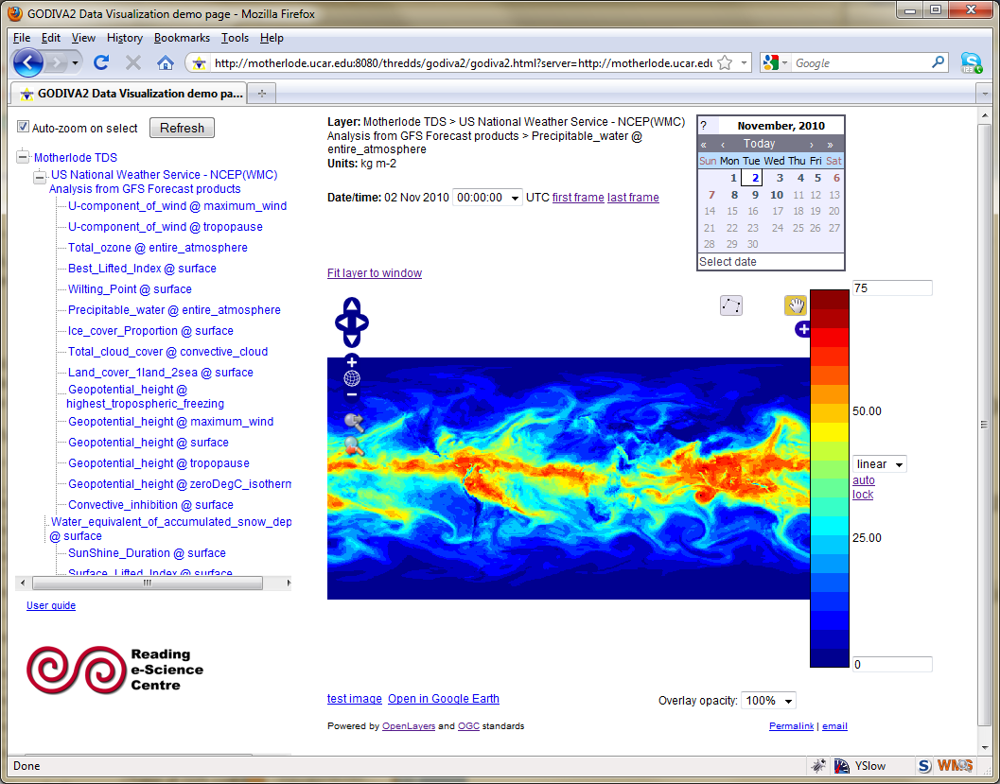 GODIVA2 Data Visualization demo page - Mozilla Firefox
File Edit View History Bookmarks Tools Help
http://motherlode.ucar.edu:8080/thredds/godiva2/godiva2.html?server=http://motherlode.ucar.edu
Google
GODIVA2 Data Visualization demo pa...
Auto-zoom on select
Refresh
Motherlode TDS
US National Weather Service - NCEP(WMC)
Analysis from GFS Forecast products
U-component_of_wind @ maximum_wind
U-component_of_wind @ tropopause
Total_ozone @ entire_atmosphere
Best_Lifted_Index @ surface
Wilting_Point @ surface
Precipitable_water @ entire_atmosphere
Ice_cover_Proportion @ surface
Total_cloud_cover @ convective_cloud
Land_cover_1land_2sea @ surface
Geopotential_height @
highest_tropospheric_freezing
Geopotential_height @ maximum_wind
Geopotential_height @ surface
Geopotential_height @ tropopause
Geopotential_height @ zeroDegC_isotherm
Convective_inhibition @ surface
Water_equivalent_of_accumulated_snow_dep
@ surface
SunShine_Duration @ surface
Surface_Lifted_Index @ surface
User guide
Reading
e-Science
Centre
Layer: Motherlode TDS > US National Weather Service - NCEP(WMC)
Analysis from GFS Forecast products > Precipitable_water @
entire_atmosphere
Units: kg m-2
Date/time: 02 Nov 2010 00:00:00 UTC first frame last frame
Fit layer to window
? November, 2010
« ‹ Today › »
Sun Mon Tue Wed Thu Fri Sat
1 2 3 4 5 6
7 8 9 10 11 12 13
14 15 16 17 18 19 20
21 22 23 24 25 26 27
28 29 30
Select date
75
50.00
linear
auto
lock
25.00
0
test image Open in Google Earth
Overlay opacity: 100%
Powered by OpenLayers and OGC standards
Permalink | email
Done
YSlow
S
WMS